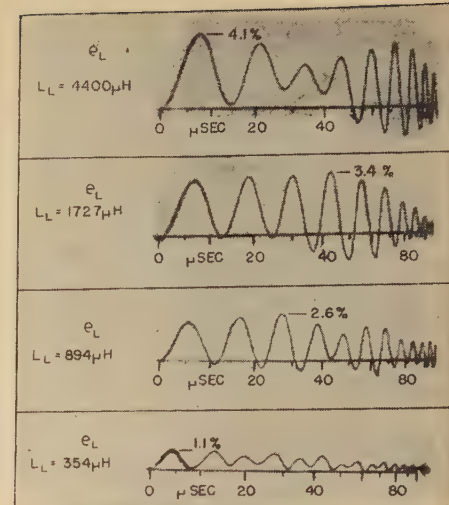 e_L
L_L = 4400μH
4.1%
0 μSEC 20 40
e_L
L_L = 1727μH
3.4%
0 μSEC 20 40 80
e_L
L_L = 894μH
2.6%
0 μSEC 20 40 80
e_L
L_L = 354μH
1.1%
0 μSEC 20 40 80